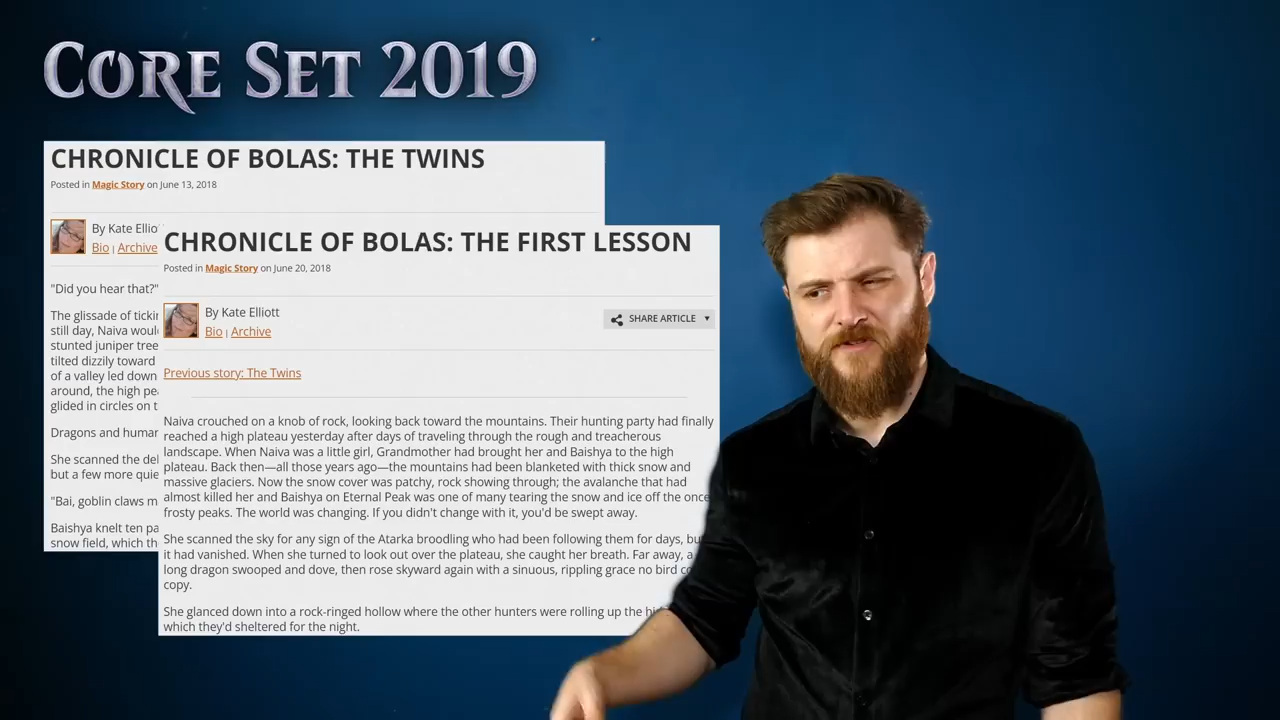 CORE SET 2019
CHRONICLE OF BOLAS: THE TWINS
Posted in Magic Story on June 13, 2018
By Kate Elliot
Bio | Archive
"Did you hear that?"
The glissade of
still day, Naiva
stunted juniper tree
tilted dizzily toward
of a valley led down
around, the high
glided in circles on
Dragons and
She scanned the
but a few more
"Bai, goblin claws
Baishya knelt ten
snow field, which
CHRONICLE OF BOLAS: THE FIRST LESSON
Posted in Magic Story on June 20, 2018
By Kate Elliott
SHARE ARTICLE
Bio | Archive
Previous story: The Twins
Naiva crouched on a knob of rock, looking back toward the mountains. Their hunting party had finally
reached a high plateau yesterday after days of traveling through the rough and treacherous
landscape. When Naiva was a little girl, Grandmother had brought her and Baishya to the high
plateau. Back then—all those years ago—the mountains had been blanketed with thick snow and
massive glaciers. Now the snow cover was patchy, rock showing through; the avalanche that had
almost killed her and Baishya on Eternal Peak was one of many tearing the snow and ice off the once
frosty peaks. The world was changing. If you didn't change with it, you'd be swept away.
She scanned the sky for any sign of the Atarka broodling who had been following them for days, but
it had vanished. When she turned to look out over the plateau, she caught her breath. Far away, a
long dragon swooped and dove, then rose skyward again with a sinuous, rippling grace no bird
copy.
She glanced down into a rock-ringed hollow where the other hunters were rolling up the
which they'd sheltered for the night.